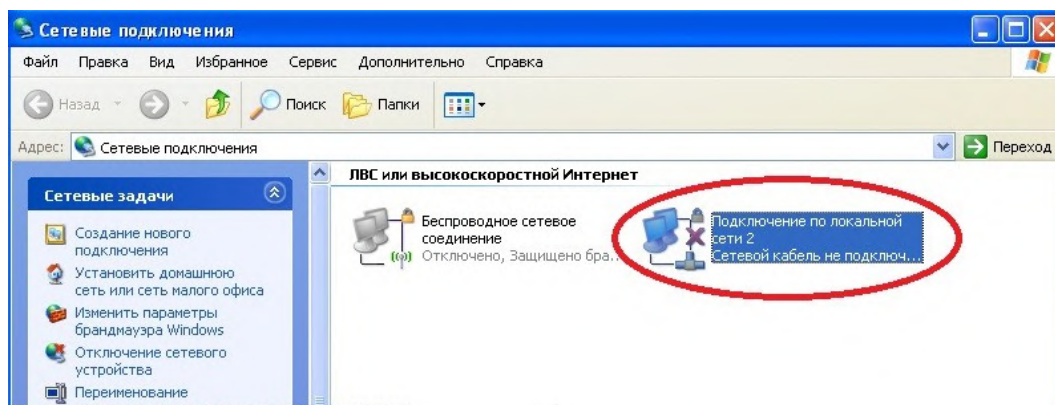 Сетевые подключения
Файл Правка Вид Избранное Сервис Дополнительно Справка
Назад Поиск Папки
Адрес: Сетевые подключения Переход
Сетевые задачи
Создание нового
подключения
Установить домашнюю
сеть или сеть малого офиса
Изменить параметры
брандмауэра Windows
Отключение сетевого
устройства
Переименование
ЛВС или высокоскоростной Интернет
Беспроводное сетевое
соединение
Отключено, Защищено бра...
Подключение по локальной
сети 2
Сетевой кабель не подключ...